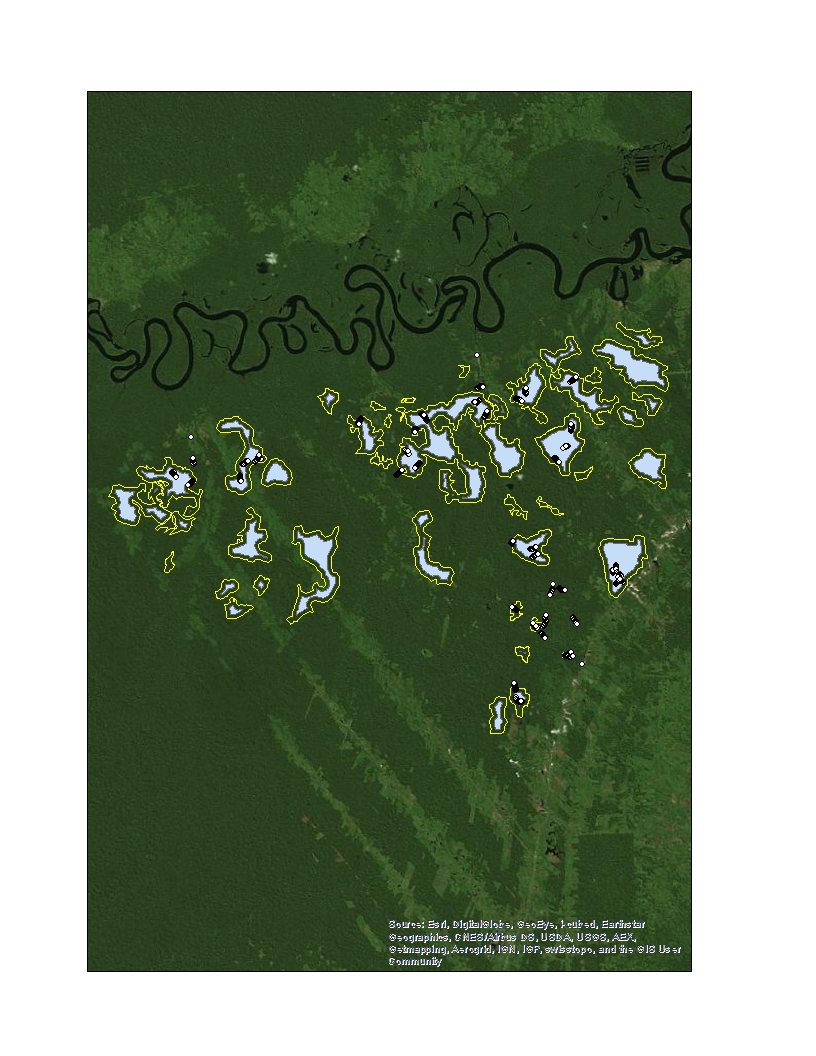 Source: Esri, DigitalGlobe, GeoEye, i-cubed, Earthstar
Geographics, CNES/Airbus DS, USDA, USGS, AEX,
Getmapping, Aerogrid, IGN, IGP, swisstopo, and the GIS User
Community